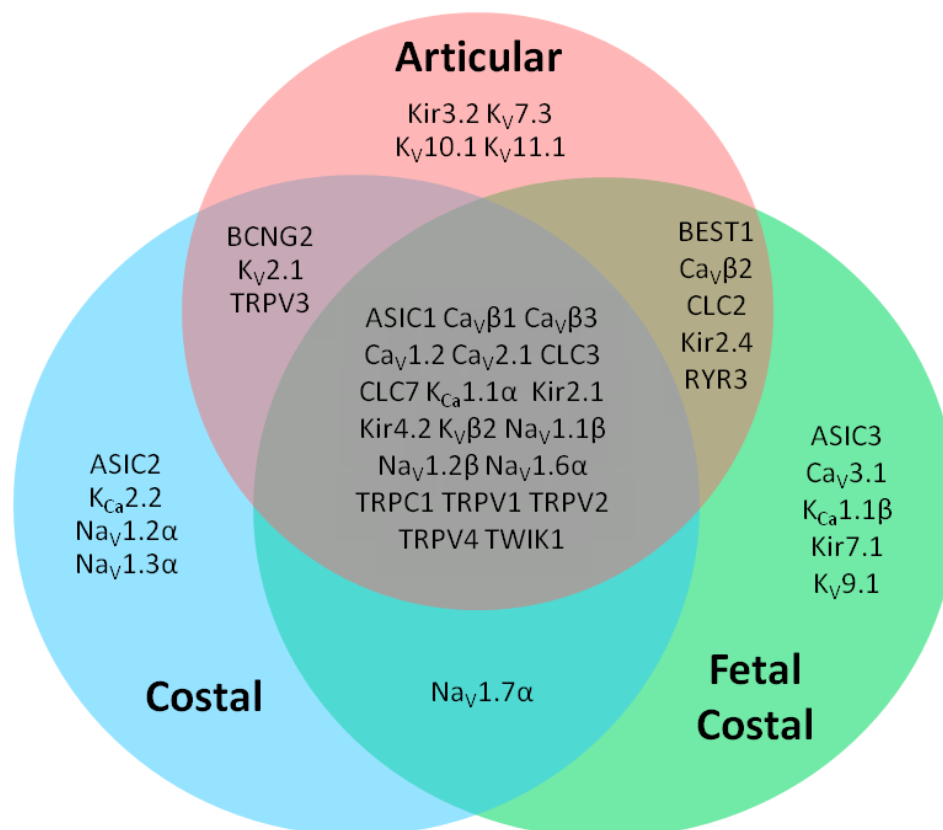 Articular
Kir3.2 Kᵥ7.3
Kᵥ10.1 Kᵥ11.1
BCNG2
Kᵥ2.1
TRPV3
BEST1
Caᵥβ2
CLC2
Kir2.4
RYR3
ASIC1 Caᵥβ1 Caᵥβ3
Caᵥ1.2 Caᵥ2.1 CLC3
CLC7 K_Ca1.1α Kir2.1
Kir4.2 Kᵥβ2 Naᵥ1.1β
Naᵥ1.2β Naᵥ1.6α
TRPC1 TRPV1 TRPV2
TRPV4 TWIK1
ASIC2
K_Ca2.2
Naᵥ1.2α
Naᵥ1.3α
ASIC3
Caᵥ3.1
K_Ca1.1β
Kir7.1
Kᵥ9.1
Costal
Naᵥ1.7α
Fetal
Costal